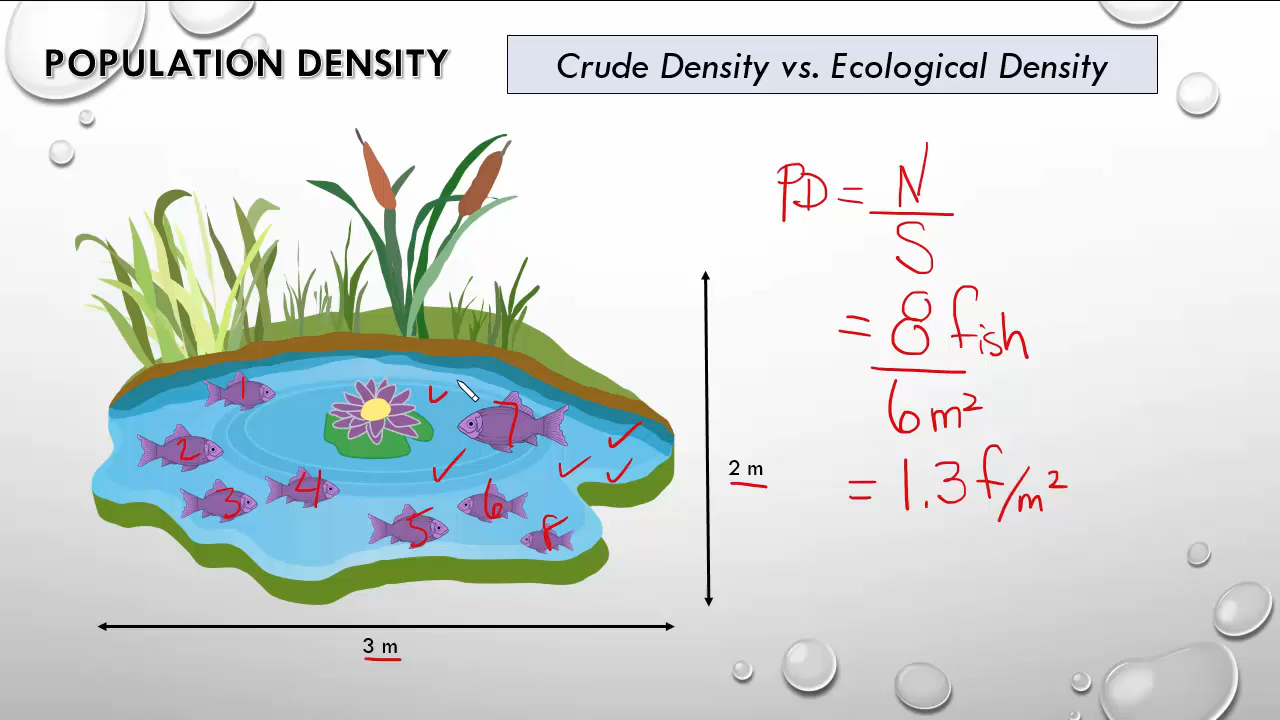 POPULATION DENSITY
Crude Density vs. Ecological Density
PD = N
S
= 8 fish
6 m²
= 1.3 f/m²
1
2
3
4
5
6
7
8
2 m
3 m